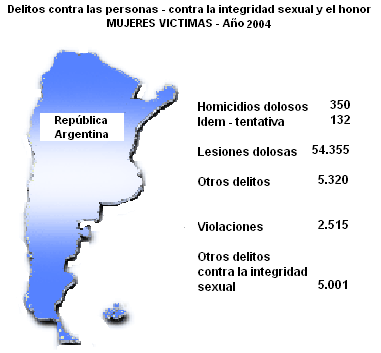 Delitos contra las personas - contra la integridad sexual y el honor
MUJERES VICTIMAS - Año 2004
República
Argentina
Homicidios dolosos 350
Idem - tentativa 132
Lesiones dolosas 54.355
Otros delitos 5.320
Violaciones 2.515
Otros delitos
contra la integridad
sexual 5.001